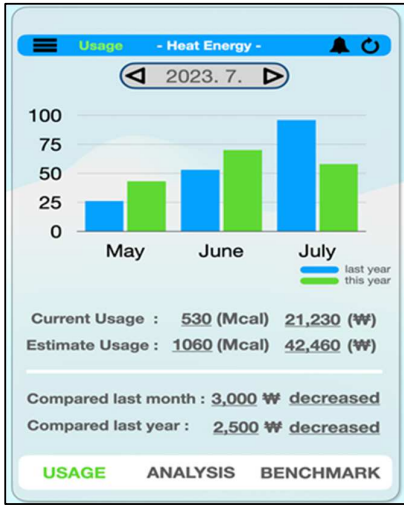 Usage - Heat Energy -
2023. 7.
100
75
50
25
0
May June July
last year
this year
Current Usage : 530 (Mcal) 21,230 (₩)
Estimate Usage : 1060 (Mcal) 42,460 (₩)
Compared last month : 3,000 ₩ decreased
Compared last year : 2,500 ₩ decreased
USAGE ANALYSIS BENCHMARK